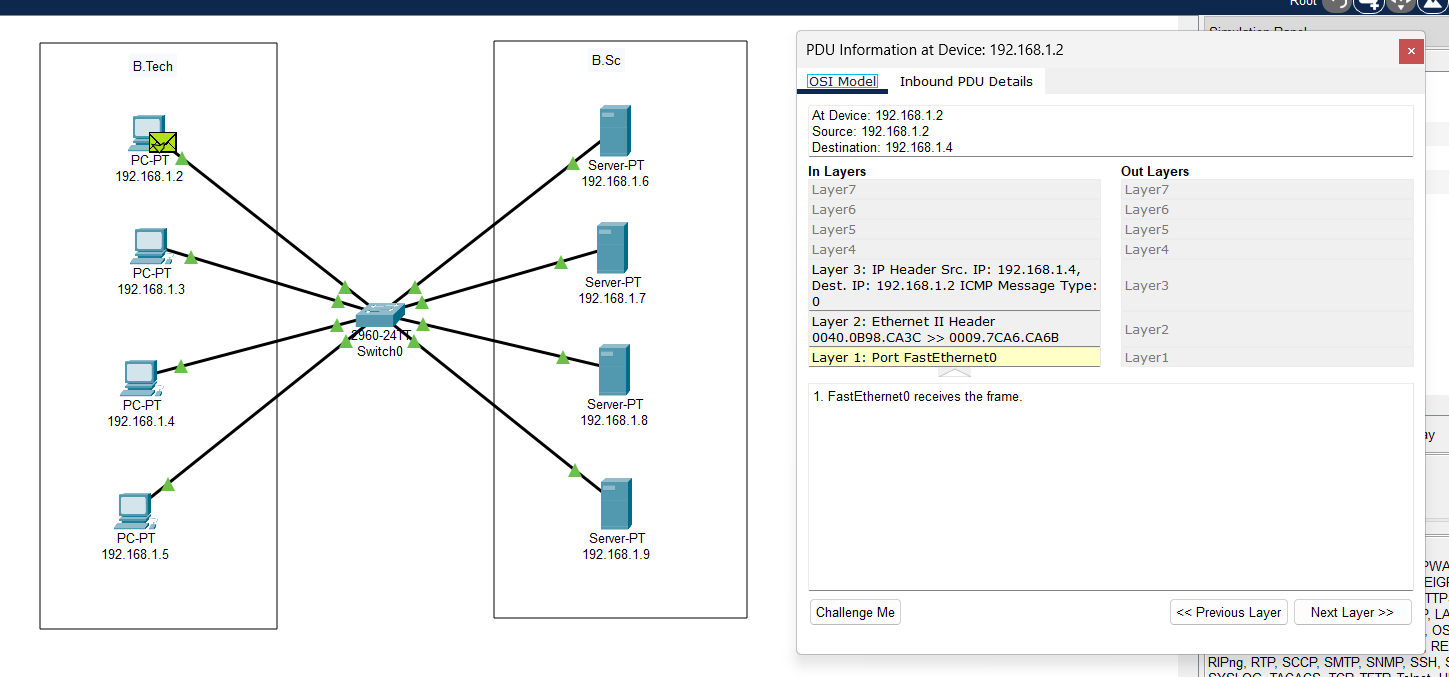 Root
B.Tech
PC-PT
192.168.1.2
PC-PT
192.168.1.3
PC-PT
192.168.1.4
PC-PT
192.168.1.5
2960-24TT
Switch0
B.Sc
Server-PT
192.168.1.6
Server-PT
192.168.1.7
Server-PT
192.168.1.8
Server-PT
192.168.1.9
PDU Information at Device: 192.168.1.2
OSI Model
Inbound PDU Details
At Device: 192.168.1.2
Source: 192.168.1.2
Destination: 192.168.1.4
In Layers
Layer7
Layer6
Layer5
Layer4
Layer 3: IP Header Src. IP: 192.168.1.4,
Dest. IP: 192.168.1.2 ICMP Message Type:
0
Layer 2: Ethernet II Header
0040.0B98.CA3C >> 0009.7CA6.CA6B
Layer 1: Port FastEthernet0
Out Layers
Layer7
Layer6
Layer5
Layer4
Layer3
Layer2
Layer1
1. FastEthernet0 receives the frame.
Challenge Me
<< Previous Layer
Next Layer >>
Simulation Panel
RIPng, RTP, SCCP, SMTP, SNMP, SSH,